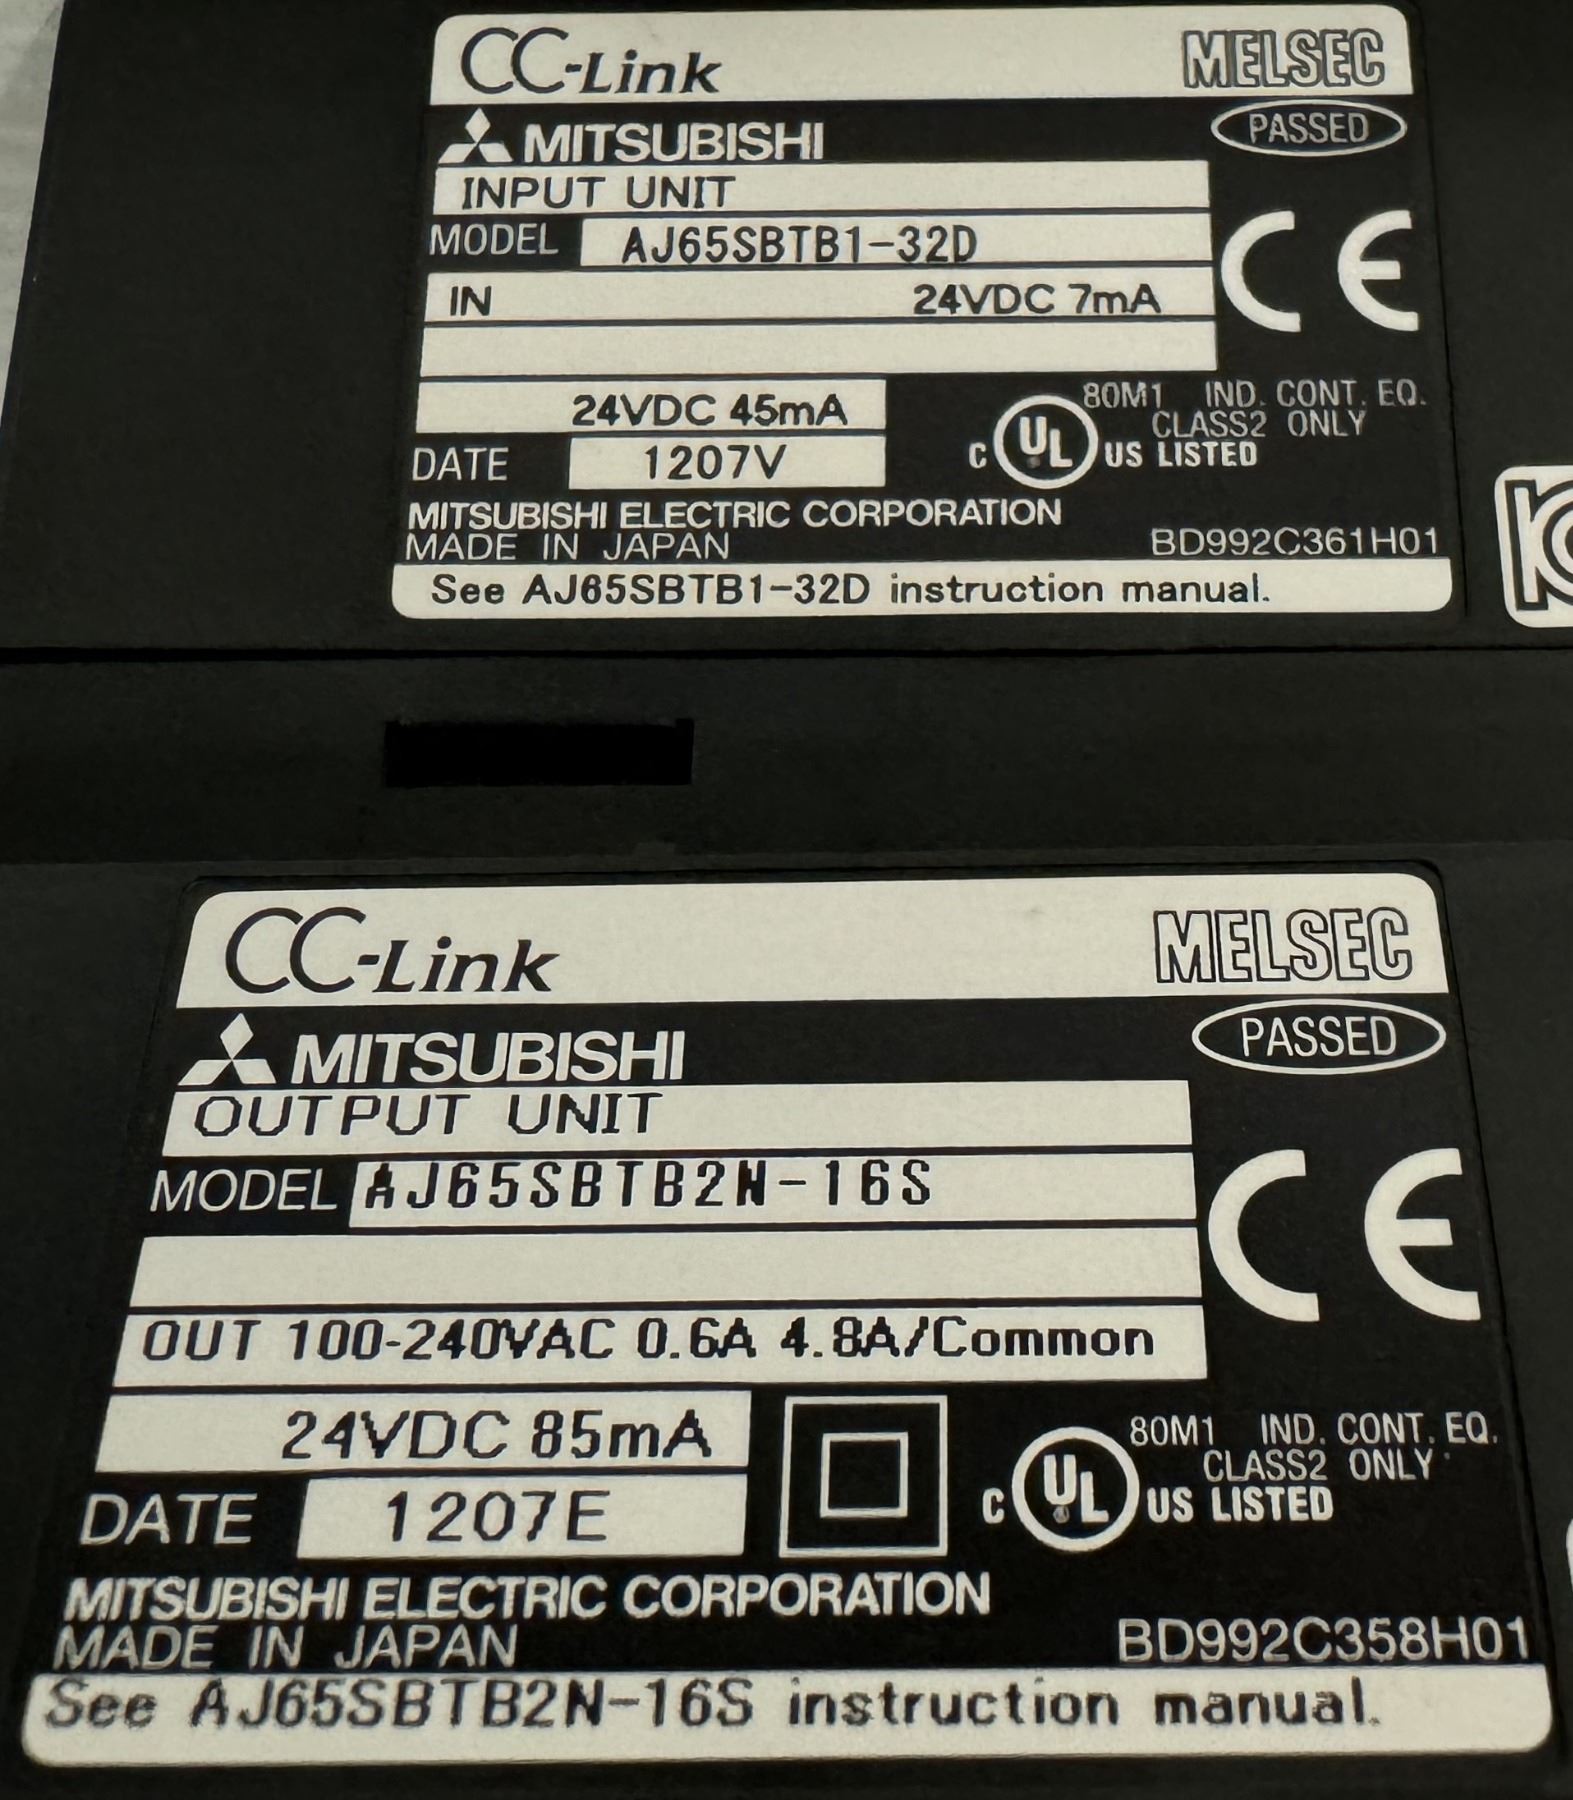 CC-Link MELSEC
MITSUBISHI PASSED
INPUT UNIT
MODEL AJ65SBTB1-32D
CE
IN 24VDC 7mA
24VDC 45mA
80M1 IND. CONT. EQ.
CLASS2 ONLY
C UL US LISTED
DATE 1207V
MITSUBISHI ELECTRIC CORPORATION
MADE IN JAPAN BD992C361H01
See AJ65SBTB1-32D instruction manual.
CC-Link MELSEC
MITSUBISHI PASSED
OUTPUT UNIT
MODEL AJ65SBTB2N-16S
CE
OUT 100-240VAC 0.6A 4.8A/Common
24VDC 85mA
80M1 IND. CONT. EQ.
CLASS2 ONLY
C UL US LISTED
DATE 1207E
MITSUBISHI ELECTRIC CORPORATION
MADE IN JAPAN BD992C358H01
See AJ65SBTB2N-16S instruction manual.